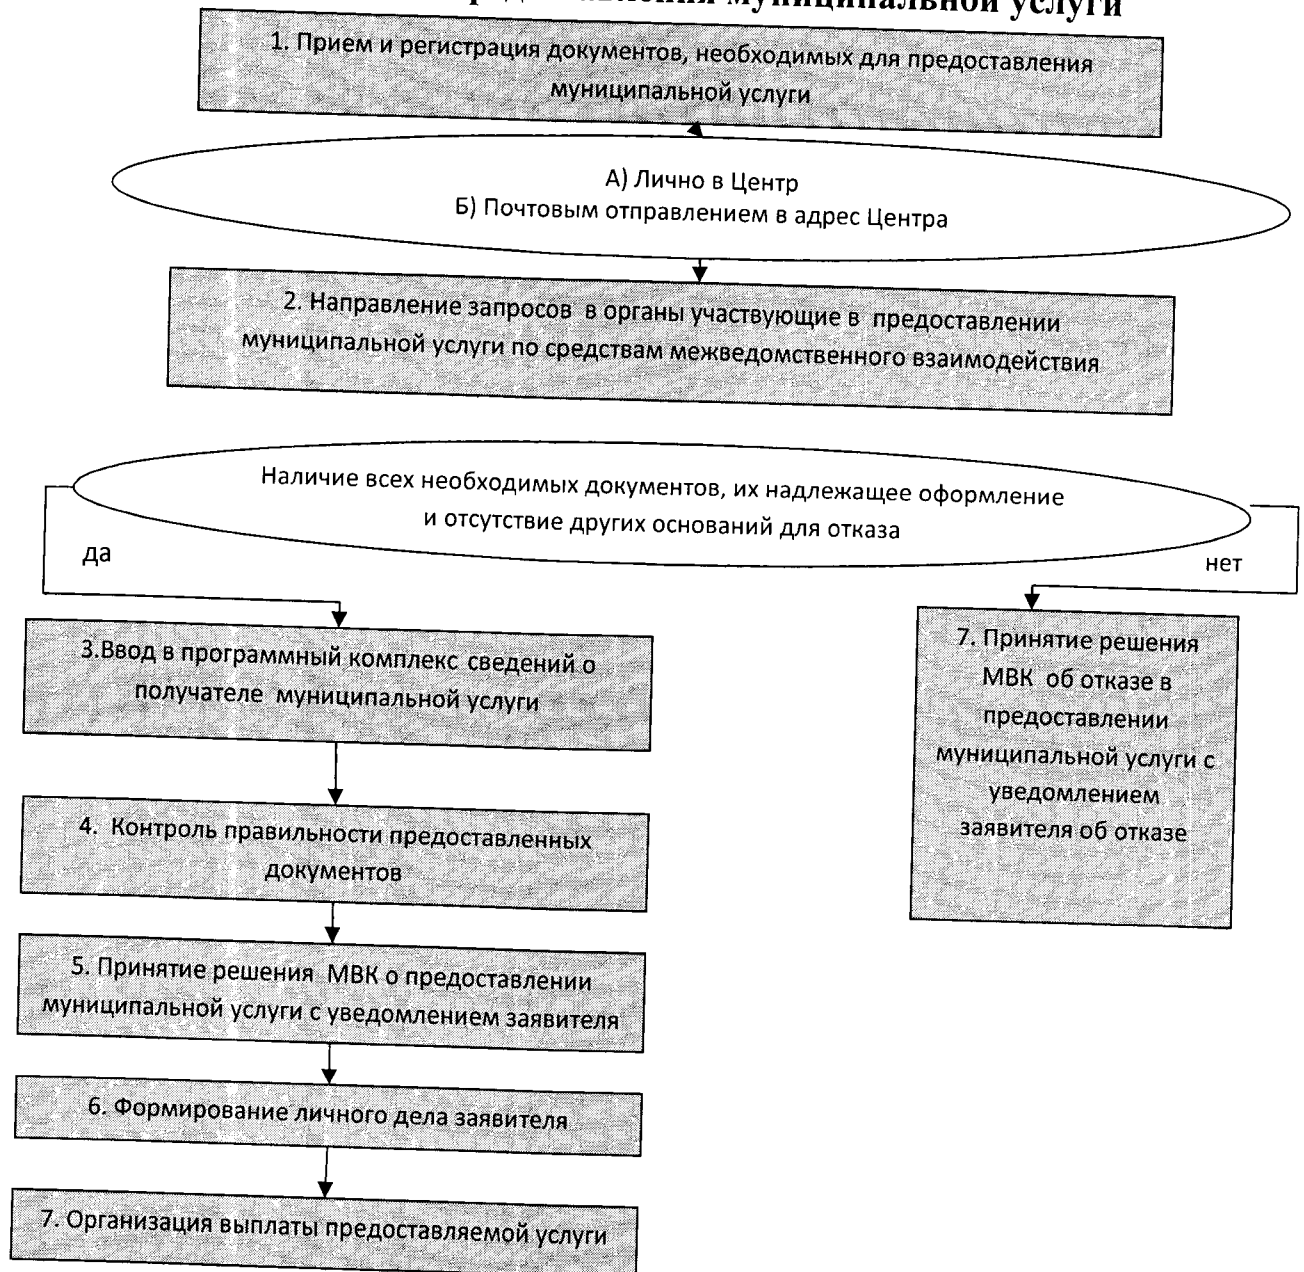 муниципальной услуги
1. Прием и регистрация документов, необходимых для предоставления
муниципальной услуги
А) Лично в Центр
Б) Почтовым отправлением в адрес Центра
2. Направление запросов в органы участвующие в предоставлении
муниципальной услуги по средствам межведомственного взаимодействия
Наличие всех необходимых документов, их надлежащее оформление
и отсутствие других оснований для отказа
да
нет
3.Ввод в программный комплекс сведений о
получателе муниципальной услуги
4. Контроль правильности предоставленных
документов
5. Принятие решения МВК о предоставлении
муниципальной услуги с уведомлением заявителя
6. Формирование личного дела заявителя
7. Организация выплаты предоставляемой услуги
7. Принятие решения
МВК об отказе в
предоставлении
муниципальной услуги с
уведомлением
заявителя об отказе